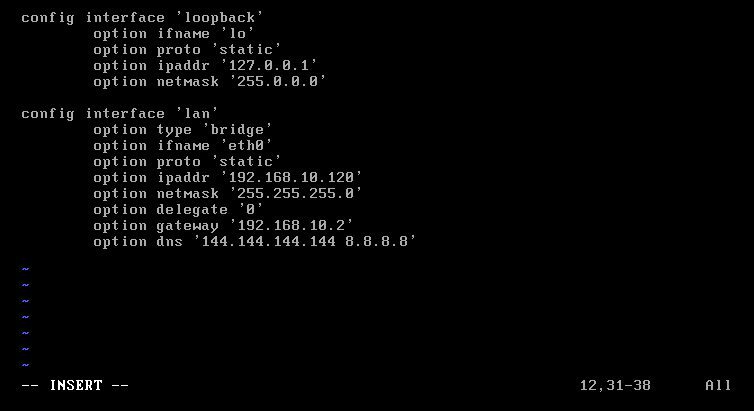 config interface 'loopback'
        option ifname 'lo'
        option proto 'static'
        option ipaddr '127.0.0.1'
        option netmask '255.0.0.0'

config interface 'lan'
        option type 'bridge'
        option ifname 'eth0'
        option proto 'static'
        option ipaddr '192.168.10.120'
        option netmask '255.255.255.0'
        option delegate '0'
        option gateway '192.168.10.2'
        option dns '144.144.144.144 8.8.8.8'
~
~
~
~
~
~
~
-- INSERT -- 12,31-38 All